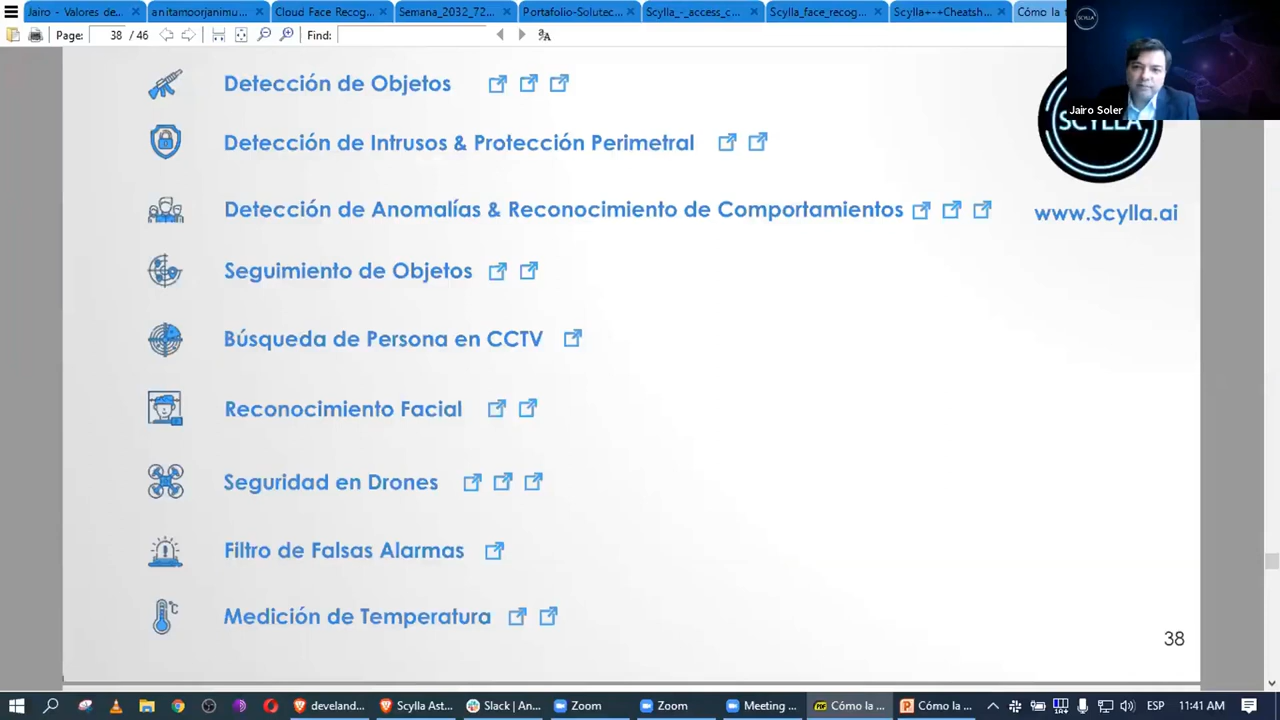 Jairo - Valores de...
anitamoorjanimu...
Cloud Face Recog...
Semana_2032_72...
Portafolio-Solutec...
Scylla_-_access_c...
Scylla_face_recog...
Scylla+-+Cheatsh...
Page: 38 / 46 Find:
SCYLLA
Jairo Soler
SCYLLA
Detección de Objetos
Detección de Intrusos & Protección Perimetral
Detección de Anomalías & Reconocimiento de Comportamientos
www.Scylla.ai
Seguimiento de Objetos
Búsqueda de Persona en CCTV
Reconocimiento Facial
Seguridad en Drones
Filtro de Falsas Alarmas
°C
Medición de Temperatura
38
develand...
Scylla Ast...
Slack | An...
Zoom
Zoom
Meeting ...
Cómo la ...
Cómo la ...
ESP
11:41 AM